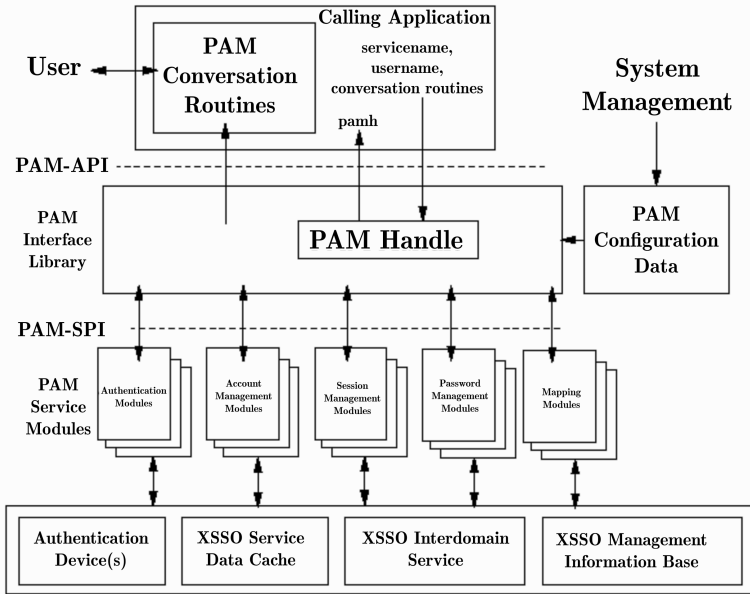 Calling Application
User
PAM
Conversation
Routines
servicename,
username,
conversation routines
pamh
System
Management
PAM-API
PAM
Interface
Library
PAM Handle
PAM
Configuration
Data
PAM-SPI
PAM
Service
Modules
Authentication
Modules
Account
Management
Modules
Session
Management
Modules
Password
Management
Modules
Mapping
Modules
Authentication
Device(s)
XSSO Service
Data Cache
XSSO Interdomain
Service
XSSO Management
Information Base